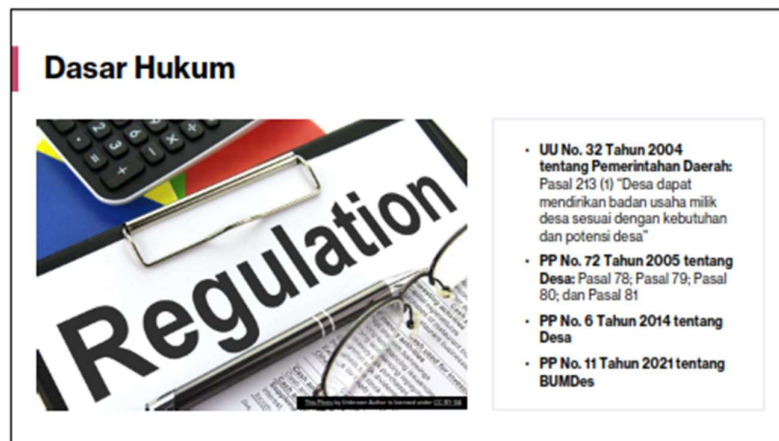 Dasar Hukum
Regulation
• UU No. 32 Tahun 2004
tentang Pemerintahan Daerah:
Pasal 213 (1) "Desa dapat
mendirikan badan usaha milik
desa sesuai dengan kebutuhan
dan potensi desa"
• PP No. 72 Tahun 2005 tentang
Desa: Pasal 78; Pasal 79; Pasal
80; dan Pasal 81
• PP No. 6 Tahun 2014 tentang
Desa
• PP No. 11 Tahun 2021 tentang
BUMDes
This Photo by Unknown Author is licensed under CC BY-SA